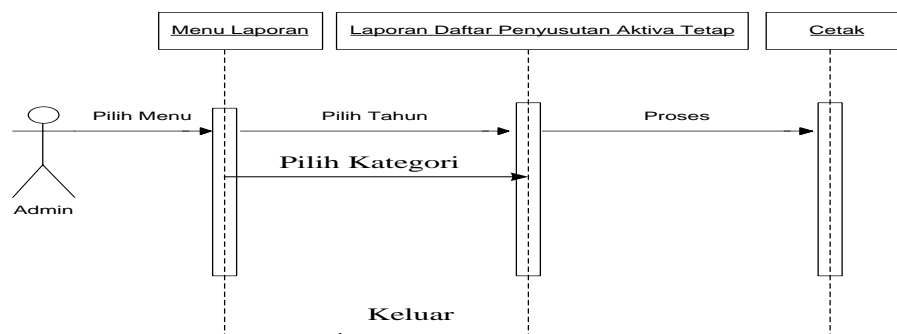 Menu Laporan
Laporan Daftar Penyusutan Aktiva Tetap
Cetak
Pilih Menu
Pilih Tahun
Proses
Pilih Kategori
Admin
Keluar